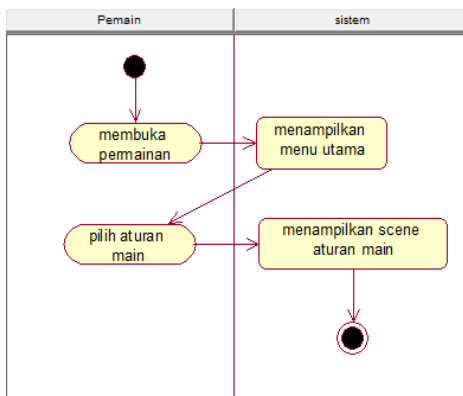 Pemain
sistem
membuka
permainan
menampilkan
menu utama
pilih aturan
main
menampilkan scene
aturan main